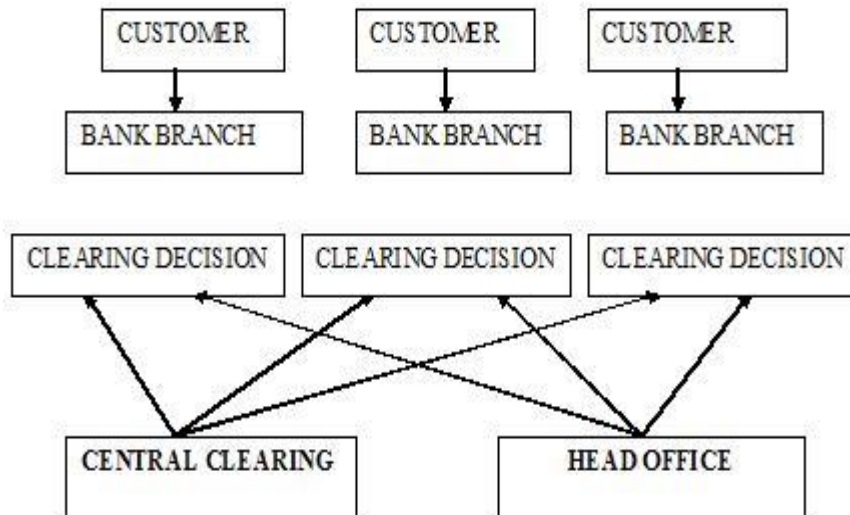 CUSTOMER
CUSTOMER
CUSTOMER
BANK BRANCH
BANK BRANCH
BANK BRANCH
CLEARING DECISION
CLEARING DECISION
CLEARING DECISION
CENTRAL CLEARING
HEAD OFFICE